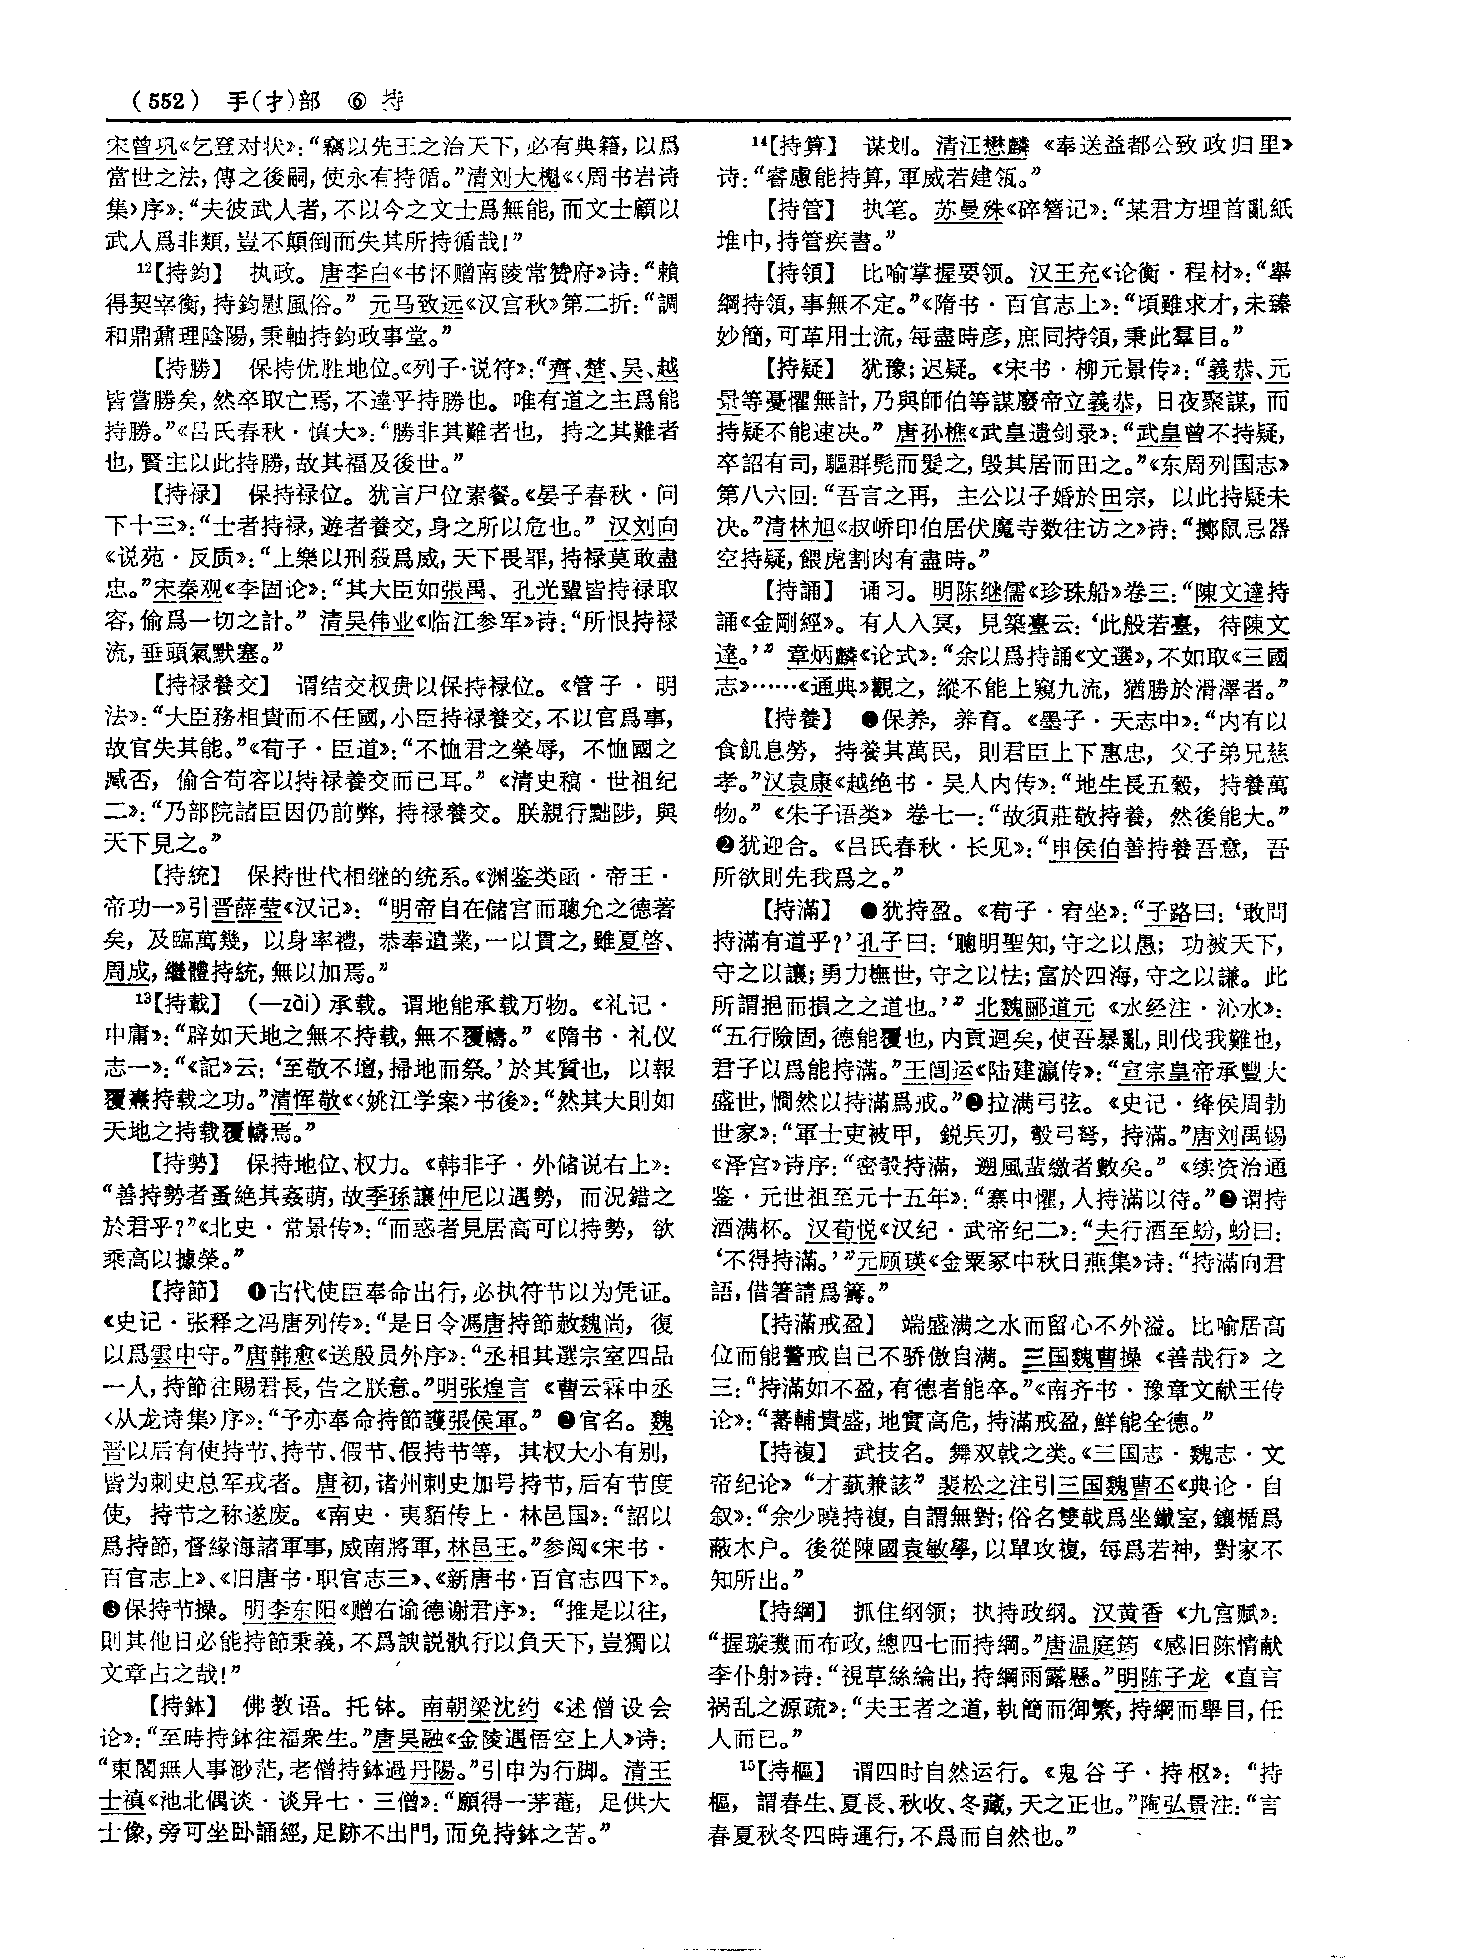 （552） 手(扌)部 ⑥ 持
宋曾巩《乞登对状》：“竊以先王之治天下，必有典籍，以爲
當世之法，傳之後嗣，使永有持循。”清刘大櫆《〈周书岩诗
集〉序》：“夫彼武人者，不以今之文士爲無能，而文士顧以
武人爲非類，豈不顛倒而失其所持循哉！”
12【持鈞】 执政。唐李白《书怀赠南陵常赞府》诗：“賴
得契宰衡，持鈞慰風俗。” 元马致远《汉宫秋》第二折：“調
和鼎鼐理陰陽，秉軸持鈞政事堂。”
【持勝】 保持优胜地位。《列子·说符》：“齊、楚、吴、越
皆嘗勝矣，然卒取亡焉，不達乎持勝也。唯有道之主爲能
持勝。”《吕氏春秋·慎大》：“勝非其難者也，持之其難者
也，賢主以此持勝，故其福及後世。”
【持禄】 保持禄位。犹言尸位素餐。《晏子春秋·问
下十三》：“士者持禄，遊者養交，身之所以危也。” 汉刘向
《说苑·反质》：“上樂以刑殺爲威，天下畏罪，持禄莫敢盡
忠。”宋秦观《李固论》：“其大臣如張禹、孔光輩皆持禄取
容，偷爲一切之計。” 清吴伟业《临江参军》诗：“所恨持禄
流，垂頭氣默塞。”
【持禄養交】 谓结交权贵以保持禄位。《管子·明
法》：“大臣務相貴而不任國，小臣持禄養交，不以官爲事，
故官失其能。”《荀子·臣道》：“不恤君之榮辱，不恤國之
臧否，偷合苟容以持禄養交而已耳。”《清史稿·世祖纪
二》：“乃部院諸臣因仍前弊，持禄養交。朕親行黜陟，與
天下見之。”
【持統】 保持世代相继的统系。《渊鉴类函·帝王·
帝功一》引晋薛莹《汉记》：“明帝自在儲宫而聰允之德著
矣，及臨萬幾，以身率禮，恭奉遺業，一以貫之，雖夏啓、
周成，繼體持統，無以加焉。”
13【持載】 (—zài) 承载。谓地能承载万物。《礼记·
中庸》：“辟如天地之無不持载，無不覆幬。”《隋书·礼仪
志一》：“《記》云：‘至敬不壇，掃地而祭。’於其質也，以報
覆燾持载之功。”清恽敬《〈姚江学案〉书後》：“然其大則如
天地之持载覆幬焉。”
【持勢】 保持地位、权力。《韩非子·外储说右上》：
“善持勢者蚤絶其姦萌，故季孫讓仲尼以遇勢，而況錯之
於君乎？”《北史·常景传》：“而惑者見居高可以持勢，欲
乘高以據榮。”
【持節】 ❶古代使臣奉命出行，必执符节以为凭证。
《史记·张释之冯唐列传》：“是日令馮唐持節赦魏尚，復
以爲雲中守。”唐韩愈《送殷员外序》：“丞相其選宗室四品
一人，持節往賜君長，告之朕意。”明张煌言《曹云霖中丞
〈从龙诗集〉序》：“予亦奉命持節護張侯軍。” ❷官名。魏
晋以后有使持节、持节、假节、假持节等，其权大小有别，
皆为刺史总军戎者。唐初，诸州刺史加号持节，后有节度
使，持节之称遂废。《南史·夷貊传上·林邑国》：“詔以
爲持節，督緣海諸軍事，威南將軍，林邑王。”参阅《宋书·
百官志上》、《旧唐书·职官志三》、《新唐书·百官志四下》。
❸保持节操。明李东阳《赠右谕德谢君序》：“推是以往，
則其他日必能持節秉義，不爲諛説骩行以負天下，豈獨以
文章占之哉！”
【持鉢】 佛教语。托钵。南朝梁沈约《述僧设会
论》：“至時持鉢往福衆生。”唐吴融《金陵遇悟空上人》诗：
“東閣無人事渺茫，老僧持鉢過丹陽。”引申为行脚。清王
士禛《池北偶谈·谈异七·三僧》：“願得一茅菴，足供大
士像，旁可坐卧誦經，足跡不出門，而免持鉢之苦。”
14【持算】 谋划。清江懋麟《奉送益都公致政归里》
诗：“睿慮能持算，軍威若建瓴。”
【持管】 执笔。苏曼殊《碎簪记》：“某君方埋首亂紙
堆中，持管疾書。”
【持領】 比喻掌握要领。汉王充《论衡·程材》：“舉
綱持領，事無不定。”《隋书·百官志上》：“頃雖求才，未臻
妙簡，可革用士流，每盡時彦，庶同持領，秉此羣目。”
【持疑】 犹豫；迟疑。《宋书·柳元景传》：“義恭、元
景等憂懼無計，乃與師伯等謀廢帝立義恭，日夜聚謀，而
持疑不能速决。” 唐孙樵《武皇遗剑录》：“武皇曾不持疑，
卒詔有司，驅群髡而髮之，毁其居而田之。”《东周列国志》
第八六回：“吾言之再，主公以子婚於田宗，以此持疑未
决。”清林旭《叔峤印伯居伏魔寺数往访之》诗：“擲鼠忌器
空持疑，餵虎割肉有盡時。”
【持誦】 诵习。明陈继儒《珍珠船》卷三：“陳文達持
誦《金剛經》。有人入冥，見築臺云：‘此般若臺，待陳文
達。’” 章炳麟《论式》：“余以爲持誦《文選》，不如取《三國
志》……《通典》觀之，縱不能上窺九流，猶勝於滑澤者。”
【持養】 ❶保养，养育。《墨子·天志中》：“内有以
食飢息勞，持養其萬民，則君臣上下惠忠，父子弟兄慈
孝。”汉袁康《越绝书·吴人内传》：“地生長五穀，持養萬
物。”《朱子语类》卷七一：“故須莊敬持養，然後能大。”
❷犹迎合。《吕氏春秋·长见》：“申侯伯善持養吾意，吾
所欲則先我爲之。”
【持滿】 ❶犹持盈。《荀子·宥坐》：“子路曰：‘敢問
持滿有道乎？’孔子曰：‘聰明聖知，守之以愚；功被天下，
守之以讓；勇力橅世，守之以怯；富於四海，守之以謙。此
所謂挹而損之之道也。’” 北魏郦道元《水经注·沁水》：
“五行險固，德能覆也，内貢迴矣，使吾暴亂，則伐我難也，
君子以爲能持滿。”王闿运《陆建瀛传》：“宣宗皇帝承豐大
盛世，惘然以持滿爲戒。”❷拉满弓弦。《史记·绛侯周勃
世家》：“軍士吏被甲，鋭兵刃，彀弓弩，持滿。”唐刘禹锡
《泽宫》诗序：“密彀持滿，遡風蜚繳者數矣。”《续资治通
鉴·元世祖至元十五年》：“寨中懼，人持滿以待。”❸谓持
酒满杯。汉荀悦《汉纪·武帝纪二》：“夫行酒至蚡，蚡曰：
‘不得持滿。’”元顾瑛《金粟冢中秋日燕集》诗：“持滿向君
語，借箸請爲籌。”
【持滿戒盈】 端盛满之水而留心不外溢。比喻居高
位而能警戒自己不骄傲自满。三国魏曹操《善哉行》之
三：“持滿如不盈，有德者能卒。”《南齐书·豫章文献王传
论》：“蕃輔貴盛，地實高危，持滿戒盈，鮮能全德。”
【持複】 武技名。舞双戟之类。《三国志·魏志·文
帝纪论》“才蓺兼該” 裴松之注引三国魏曹丕《典论·自
叙》：“余少曉持複，自謂無對；俗名雙戟爲坐鐵室，鑲楯爲
蔽木户。後從陳國袁敏學，以單攻複，每爲若神，對家不
知所出。”
【持綱】 抓住纲领；执持政纲。汉黄香《九宫赋》：
“握璇璣而布政，總四七而持綱。”唐温庭筠《感旧陈情献
李仆射》诗：“視草絲綸出，持綱雨露懸。”明陈子龙《直言
祸乱之源疏》：“夫王者之道，執簡而御繁，持綱而舉目，任
人而已。”
15【持樞】 谓四时自然运行。《鬼谷子·持枢》：“持
樞，謂春生、夏長、秋收、冬藏，天之正也。”陶弘景注：“言
春夏秋冬四時運行，不爲而自然也。”